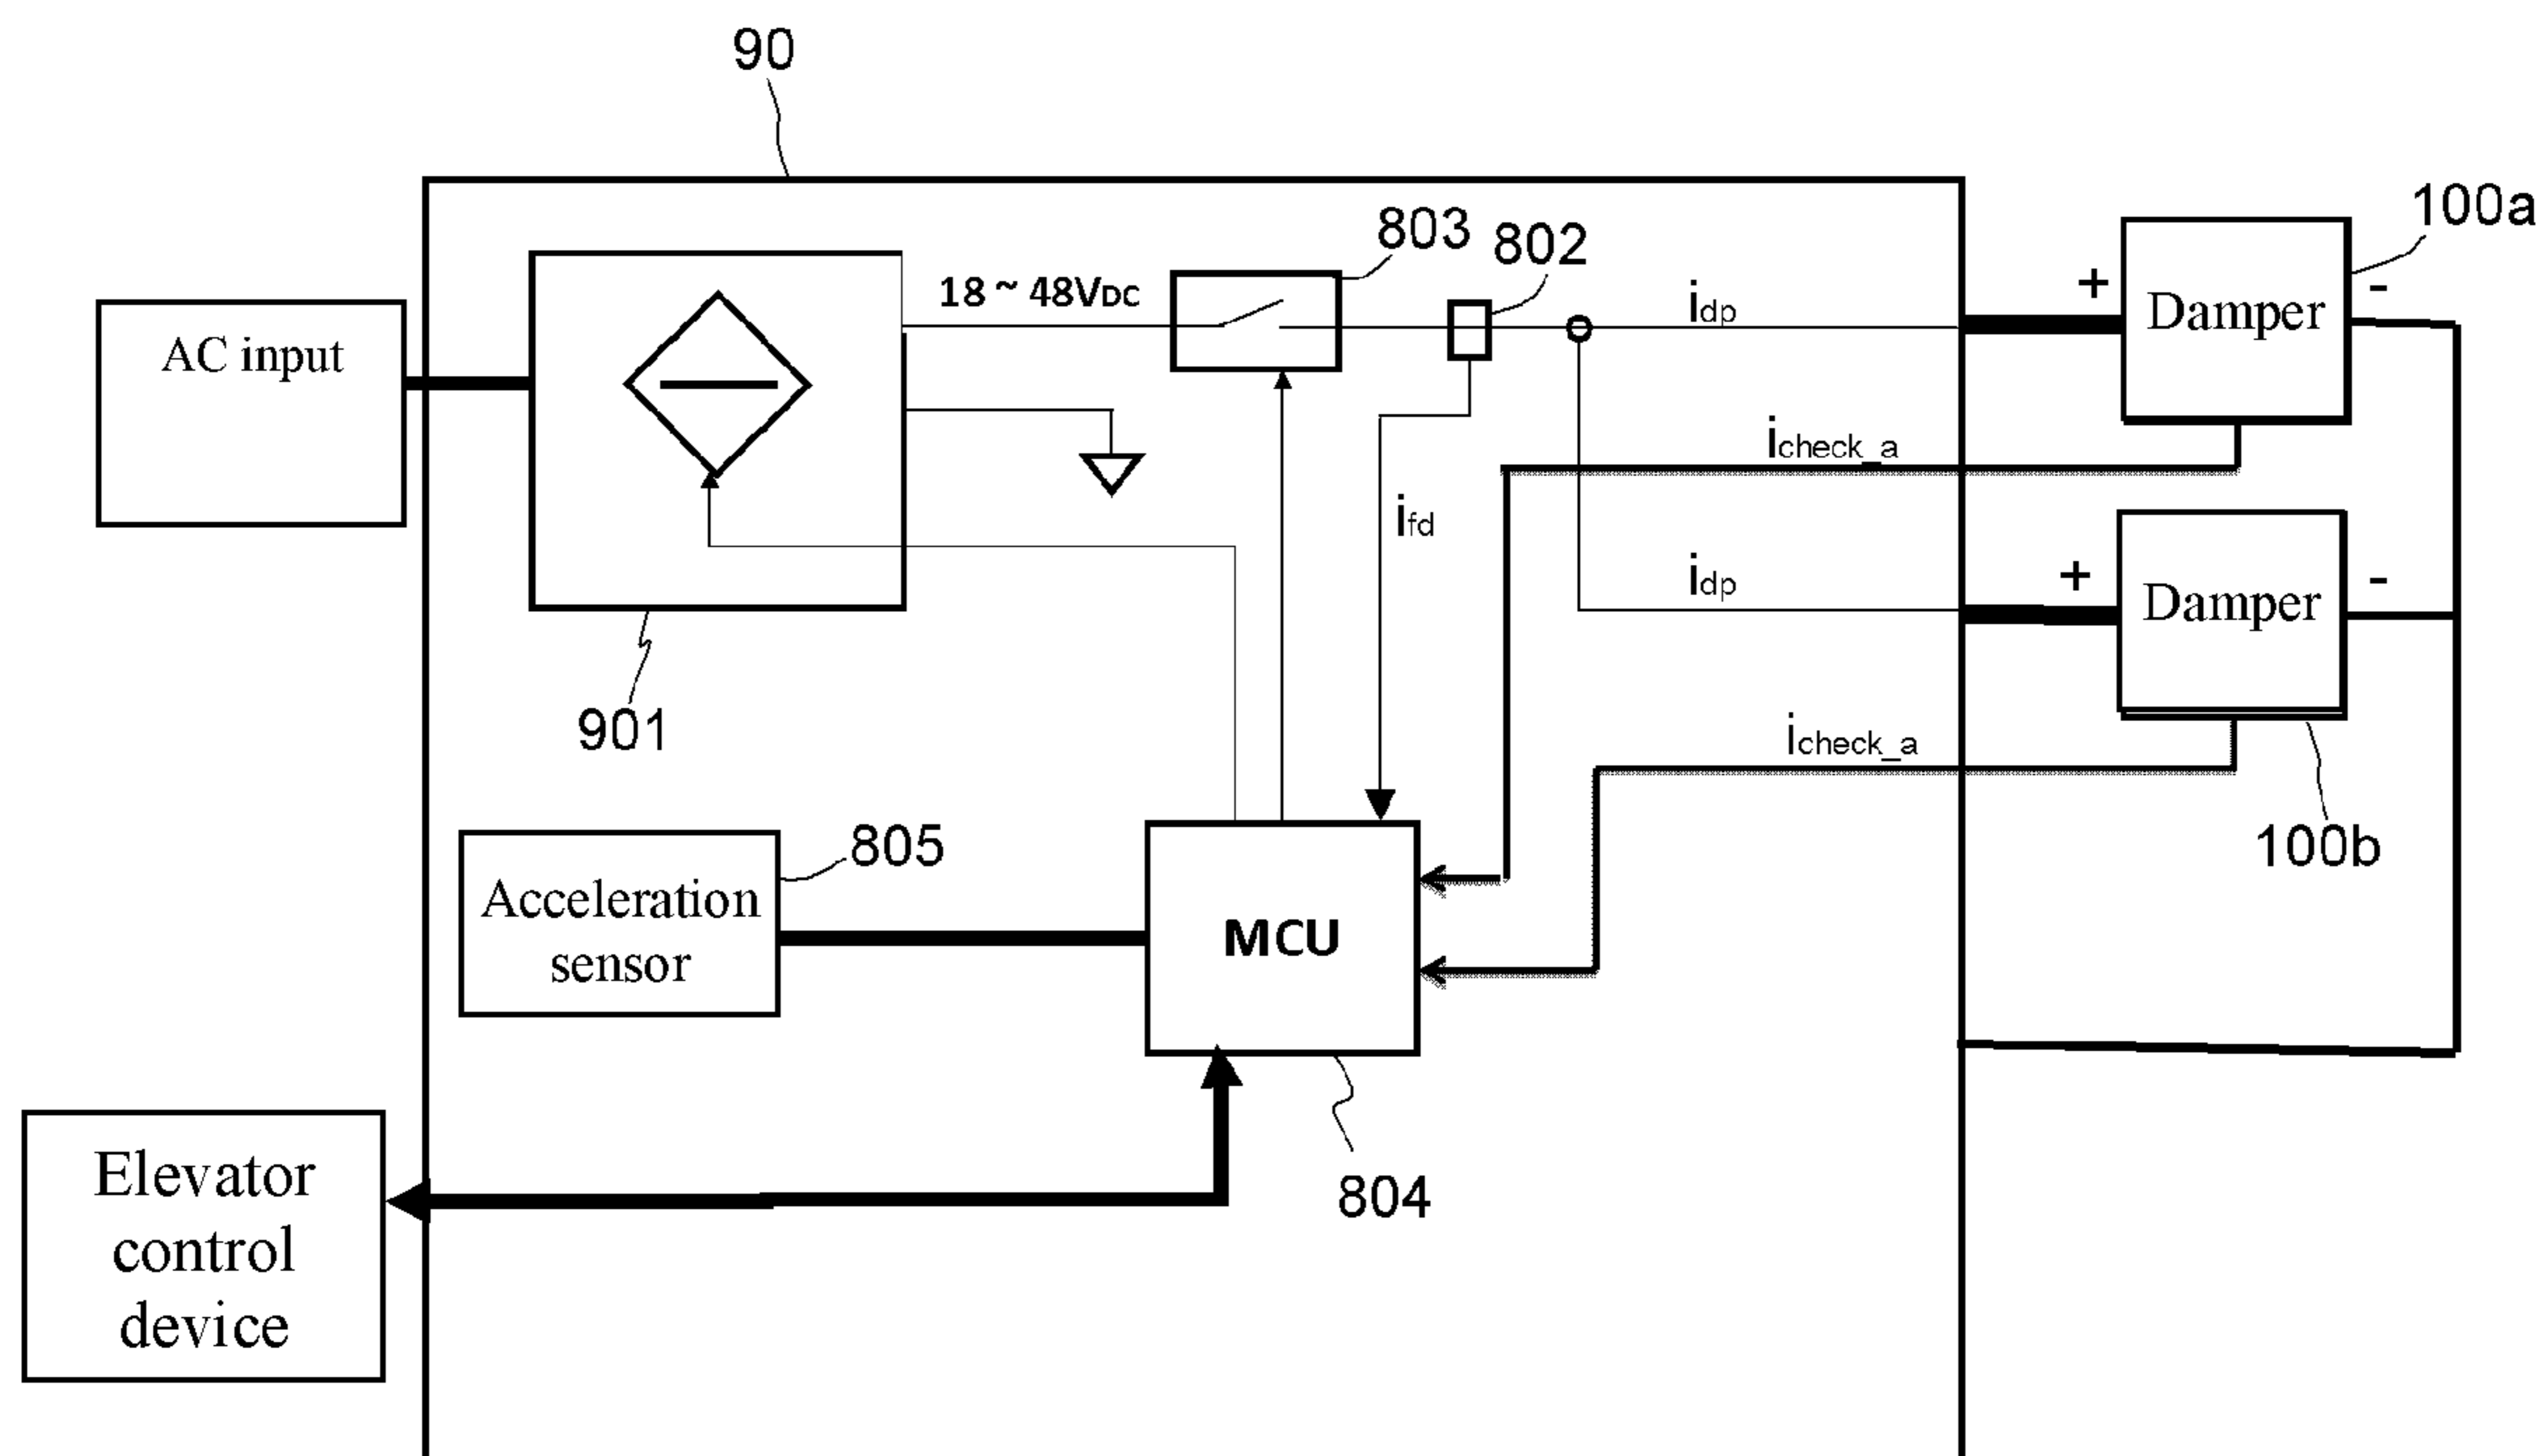 90
100a
803
802
18 ~ 48VDC
idp
+
Damper
-
AC input
icheck_a
ifd
idp
+
Damper
-
901
icheck_a
805
100b
Acceleration
sensor
MCU
804
Elevator
control
device